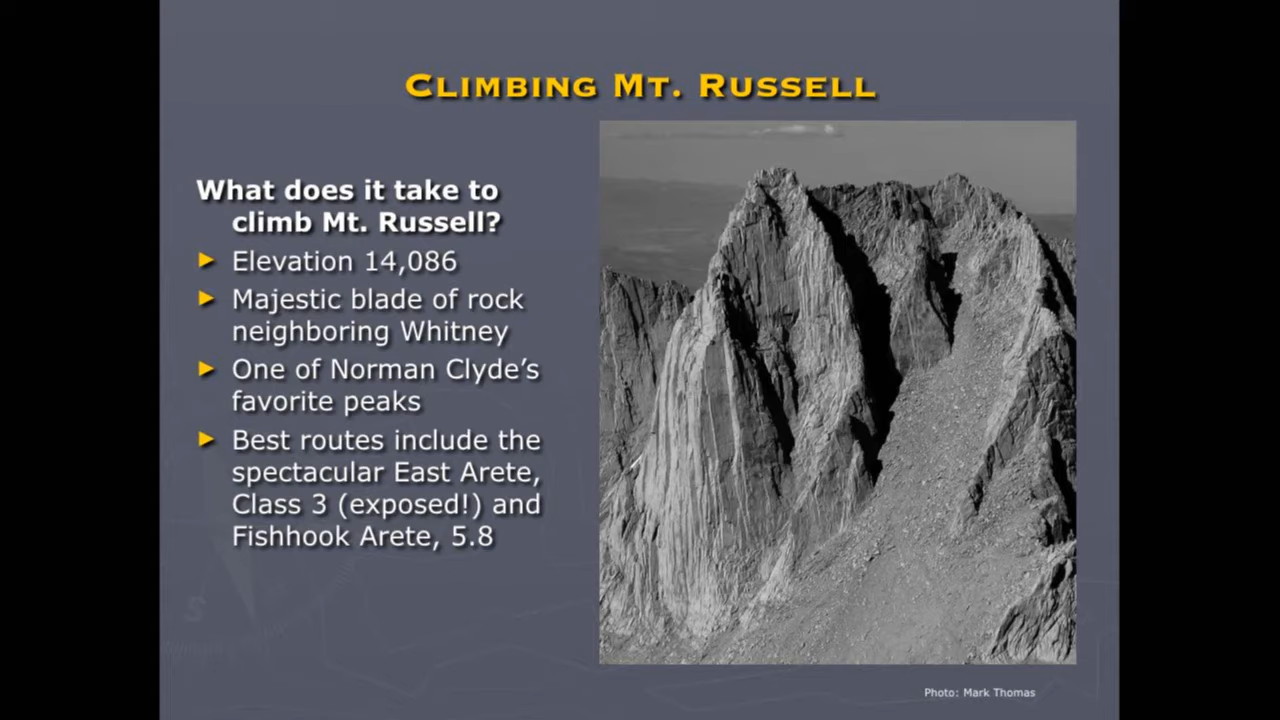 Climbing Mt. Russell
What does it take to
climb Mt. Russell?
► Elevation 14,086
► Majestic blade of rock
neighboring Whitney
► One of Norman Clyde’s
favorite peaks
► Best routes include the
spectacular East Arete,
Class 3 (exposed!) and
Fishhook Arete, 5.8
Photo: Mark Thomas